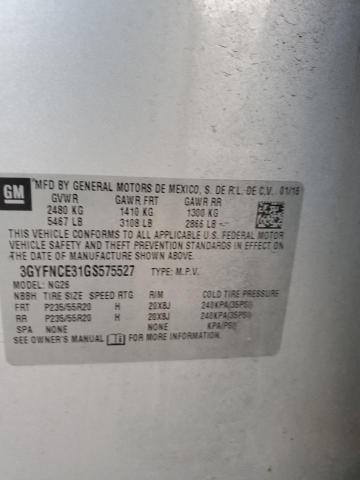 GM
MFD BY GENERAL MOTORS DE MEXICO, S. DE R.L. DE C.V. 01/16
GVWR GAWR FRT GAWR RR
2480 KG 1410 KG 1300 KG
5467 LB 3108 LB 2866 LB
THIS VEHICLE CONFORMS TO ALL APPLICABLE U.S. FEDERAL MOTOR
VEHICLE SAFETY AND THEFT PREVENTION STANDARDS IN EFFECT ON
THE DATE OF MANUFACTURE SHOWN ABOVE.
3GYFNCE31GS575527 TYPE: M.P.V.
MODEL: NG26
NBBH TIRE SIZE SPEED RTG RIM COLD TIRE PRESSURE
FRT P235/55R20 H 20X8J 240KPA(35PSI)
RR P235/55R20 H 20X8J 240KPA(35PSI)
SPA NONE NONE KPA(PSI)
SEE OWNER'S MANUAL FOR MORE INFORMATION.